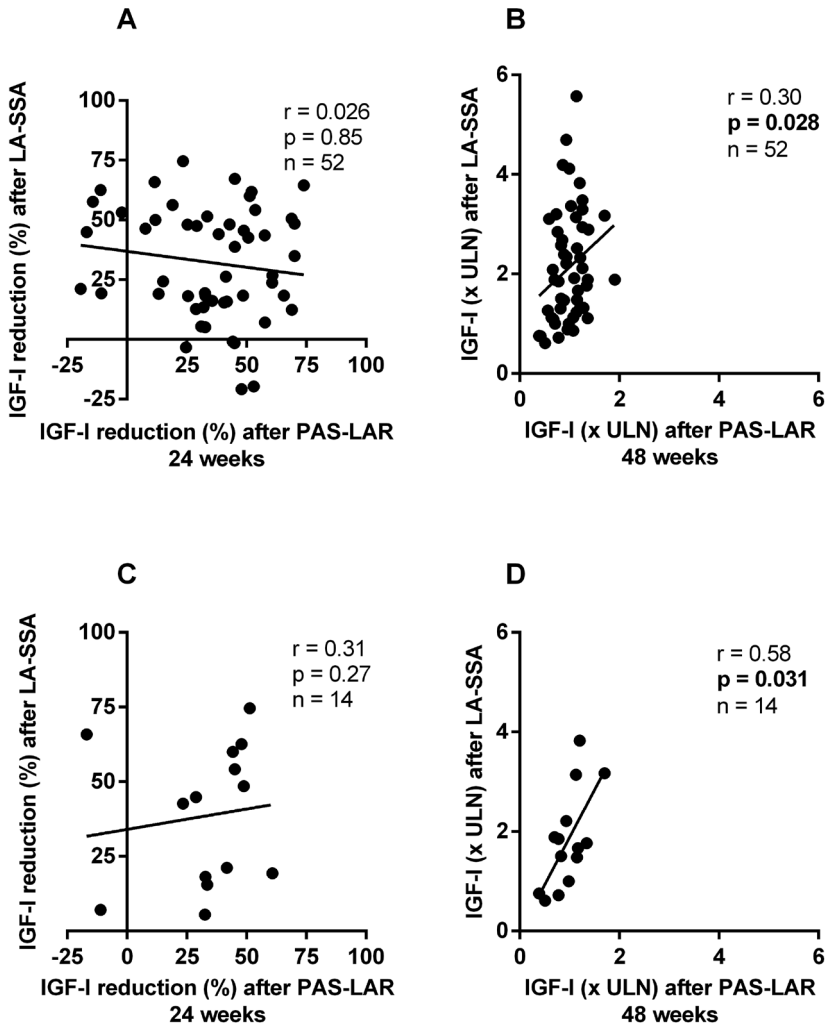 A
IGF-I reduction (%) after LA-SSA
100
75
50
25
-25
-25
25
50
75
100
r = 0.026
p = 0.85
n = 52
IGF-I reduction (%) after PAS-LAR
24 weeks
B
IGF-I (x ULN) after LA-SSA
6
4
2
0
0
2
4
6
r = 0.30
p = 0.028
n = 52
IGF-I (x ULN) after PAS-LAR
48 weeks
C
IGF-I reduction (%) after LA-SSA
100
75
50
25
-25
0
25
50
75
100
r = 0.31
p = 0.27
n = 14
IGF-I reduction (%) after PAS-LAR
24 weeks
D
IGF-I (x ULN) after LA-SSA
6
4
2
0
0
2
4
6
r = 0.58
p = 0.031
n = 14
IGF-I (x ULN) after PAS-LAR
48 weeks